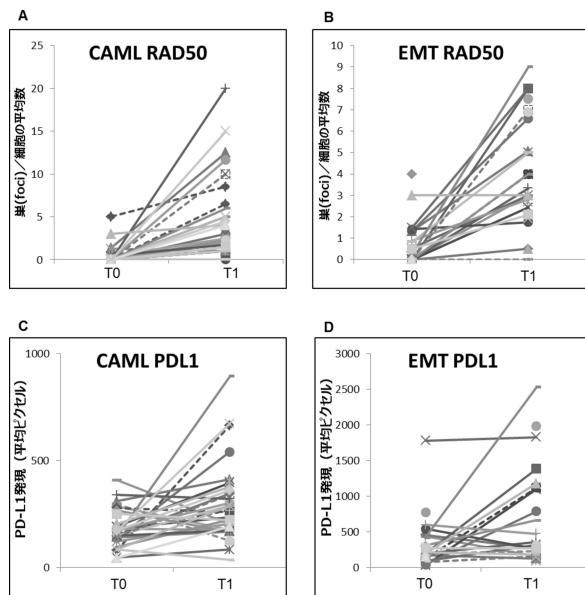 A
CAML RAD50
巣(foci)／細胞の平均数
25
20
15
10
5
0
T0
T1
B
EMT RAD50
巣(foci)／細胞の平均数
10
9
8
7
6
5
4
3
2
1
0
T0
T1
C
CAML PDL1
PD-L1発現（平均ピクセル）
1000
500
0
T0
T1
D
EMT PDL1
PD-L1発現（平均ピクセル）
3000
2500
2000
1500
1000
500
0
T0
T1